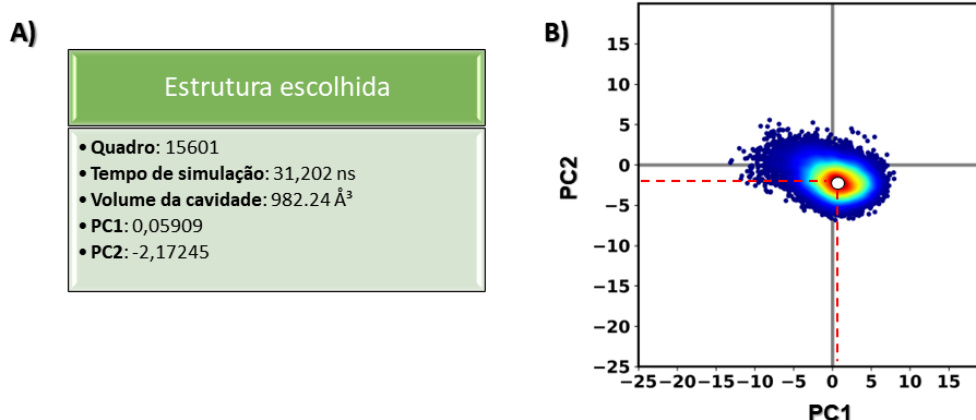 A)
Estrutura escolhida
• Quadro: 15601
• Tempo de simulação: 31,202 ns
• Volume da cavidade: 982.24 Å³
• PC1: 0,05909
• PC2: -2,17245
B)
15
10
5
0
−5
−10
−15
−20
−25
PC2
−25 −20 −15 −10 −5 0 5 10 15
PC1